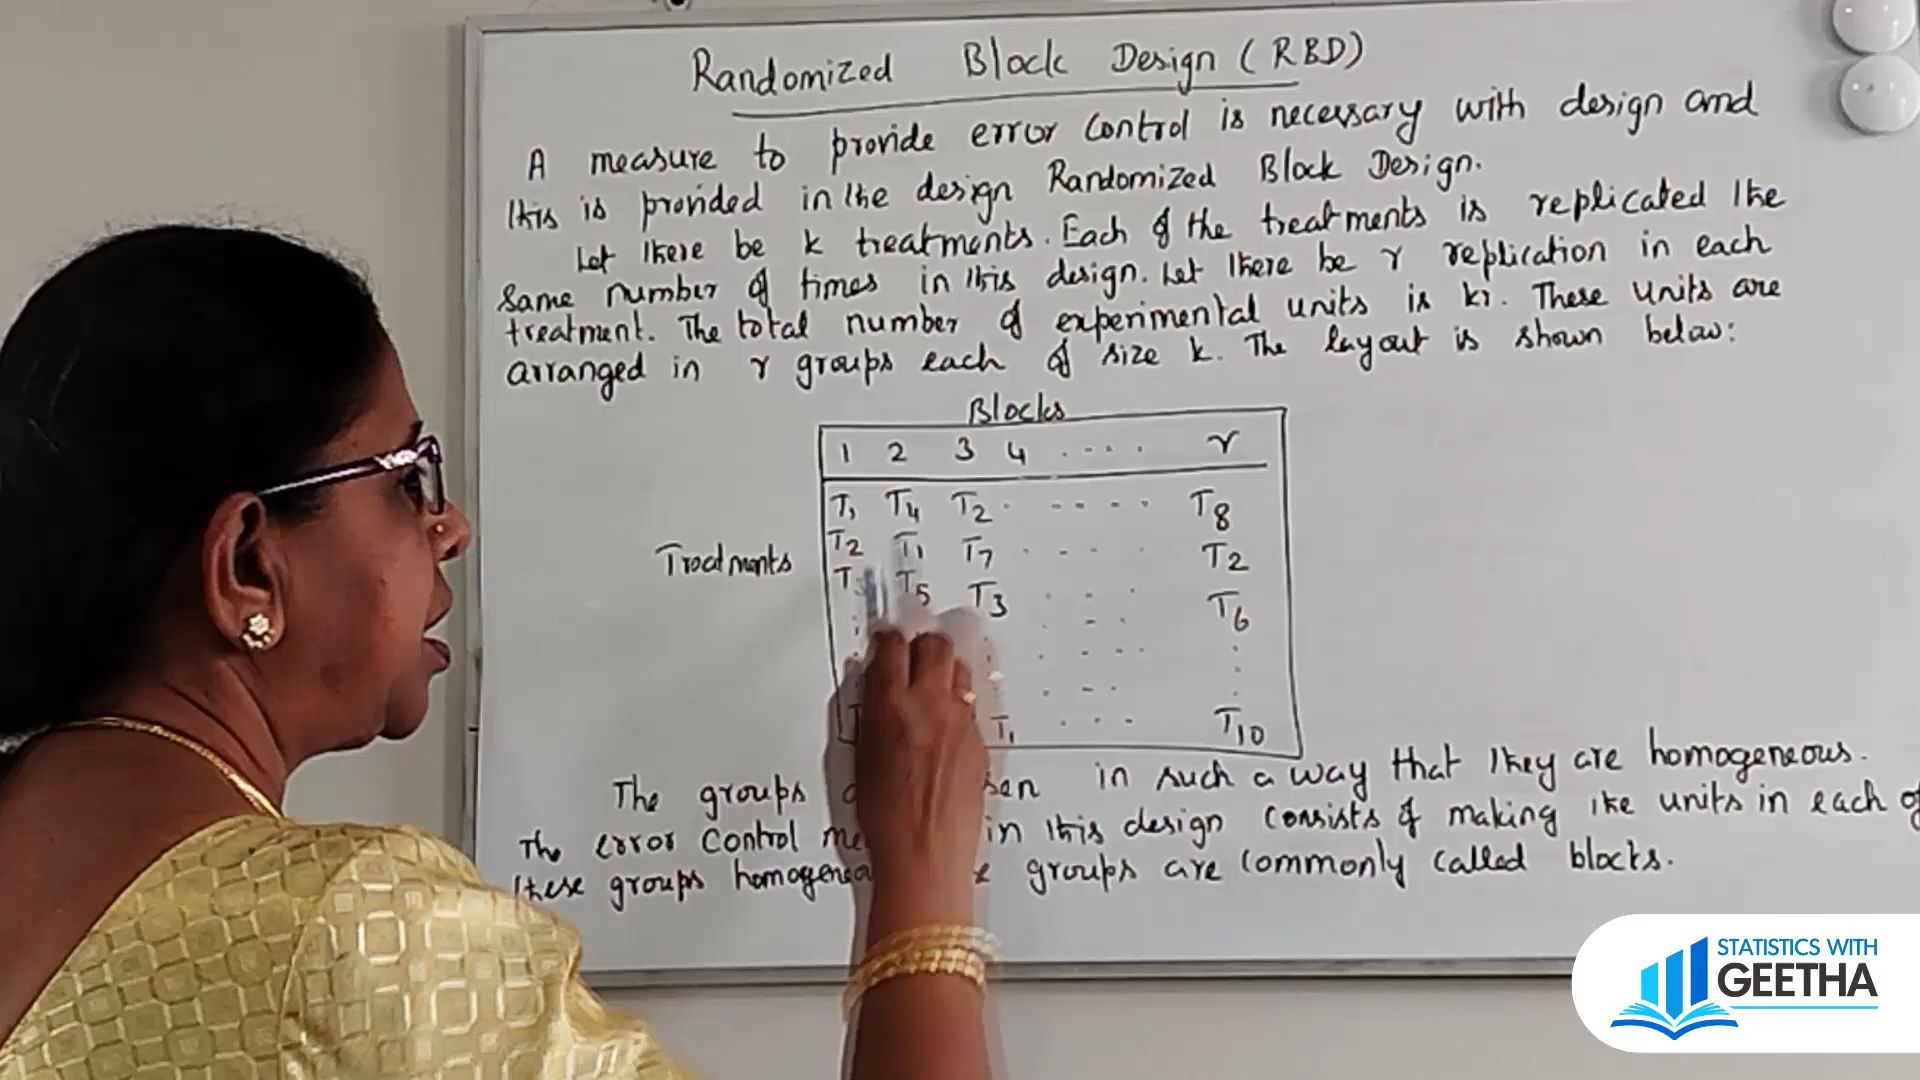 Randomized Block Design (RBD)
A measure to provide error control is necessary with design and
this is provided in the design Randomized Block Design.
Let there be k treatments. Each of the treatments is replicated the
same number of times in this design. Let there be r replication in each
treatment. The total number of experimental units is kr. These units are
arranged in r groups each of size k. The layout is shown below:
Blocks
1 2 3 4 .... r
T1 T4 T2 . - - - - T8
Treatments
T2 T1 T7 . - - - T2
T5 T3 . . . T6
T1 . . . T10
The groups in such a way that they are homogeneous.
The error control in this design consists of making the units in each of
these groups groups are commonly called blocks.
STATISTICS WITH
GEETHA